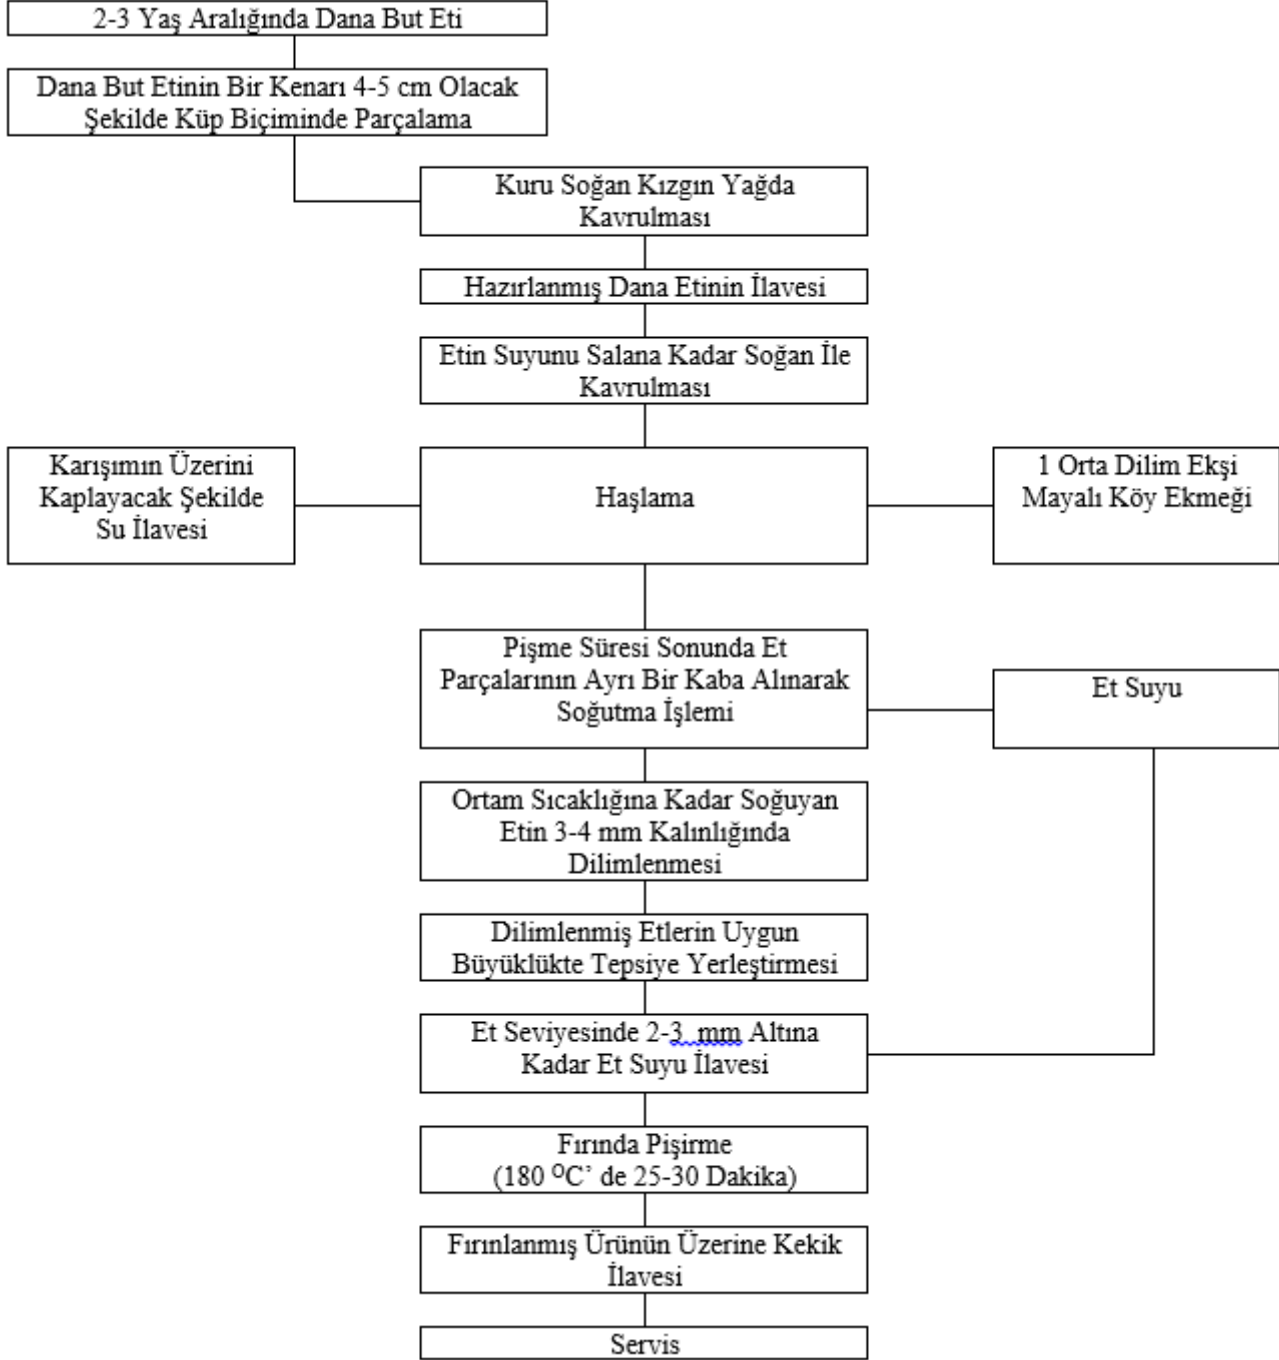 2-3 Yaş Aralığında Dana But Eti
Dana But Etinin Bir Kenarı 4-5 cm Olacak
Şekilde Küp Biçiminde Parçalama
Kuru Soğan Kızgın Yağda
Kavrulması
Hazırlanmış Dana Etinin İlavesi
Etin Suyunu Salana Kadar Soğan İle
Kavrulması
Karışımın Üzerini
Kaplayacak Şekilde
Su İlavesi
Haşlama
1 Orta Dilim Ekşi
Mayalı Köy Ekmeği
Pişme Süresi Sonunda Et
Parçalarının Ayrı Bir Kaba Alınarak
Soğutma İşlemi
Et Suyu
Ortam Sıcaklığına Kadar Soğuyan
Etin 3-4 mm Kalınlığında
Dilimlenmesi
Dilimlenmiş Etlerin Uygun
Büyüklükte Tepsiye Yerleştirmesi
Et Seviyesinde 2-3 mm Altına
Kadar Et Suyu İlavesi
Fırında Pişirme
(180 ᴼC’ de 25-30 Dakika)
Fırınlanmış Ürünün Üzerine Kekik
İlavesi
Servis